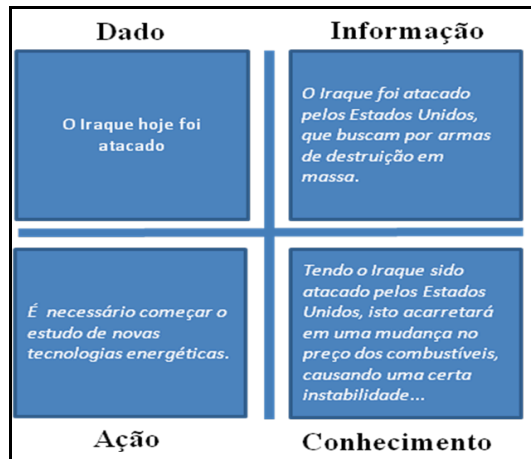 Dado
Informação
O Iraque hoje foi
atacado
O Iraque foi atacado
pelos Estados Unidos,
que buscam por armas
de destruição em
massa.
É necessário começar o
estudo de novas
tecnologias energéticas.
Tendo o Iraque sido
atacado pelos Estados
Unidos, isto acarretará
em uma mudança no
preço dos combustíveis,
causando uma certa
instabilidade...
Ação
Conhecimento